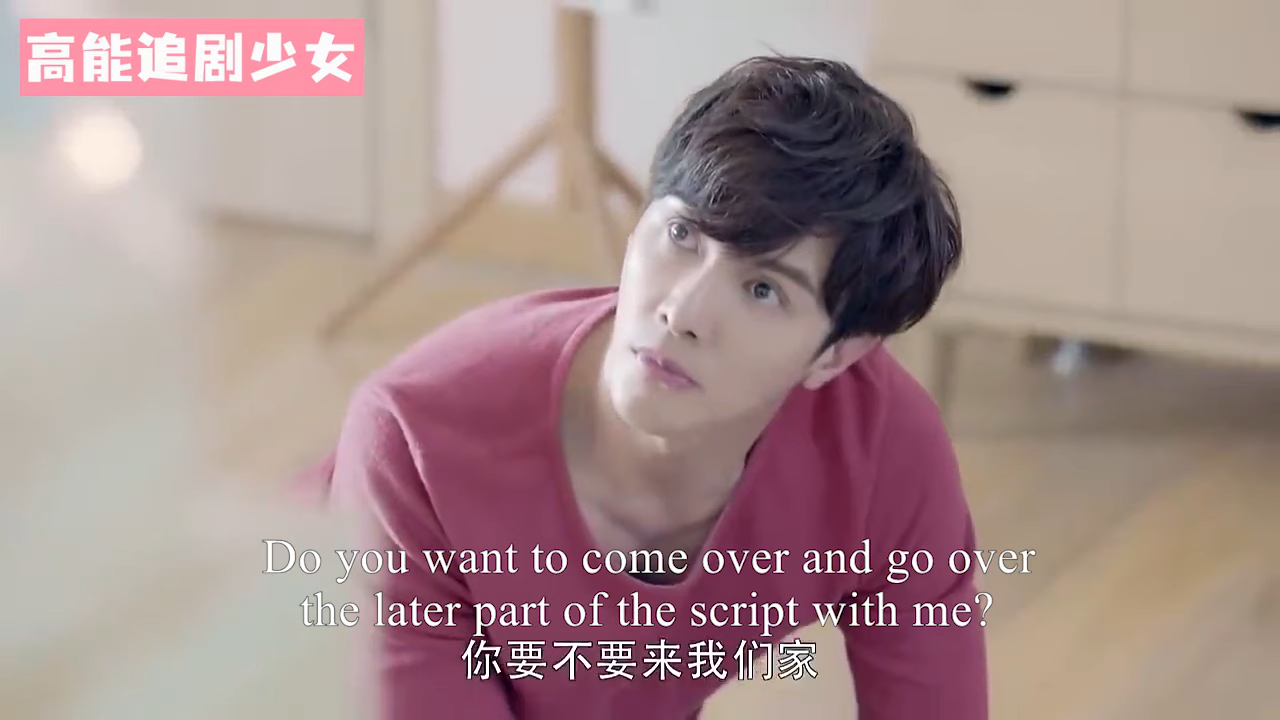 高能追剧少女
Do you want to come over and go over
the later part of the script with me?
你要不要来我们家